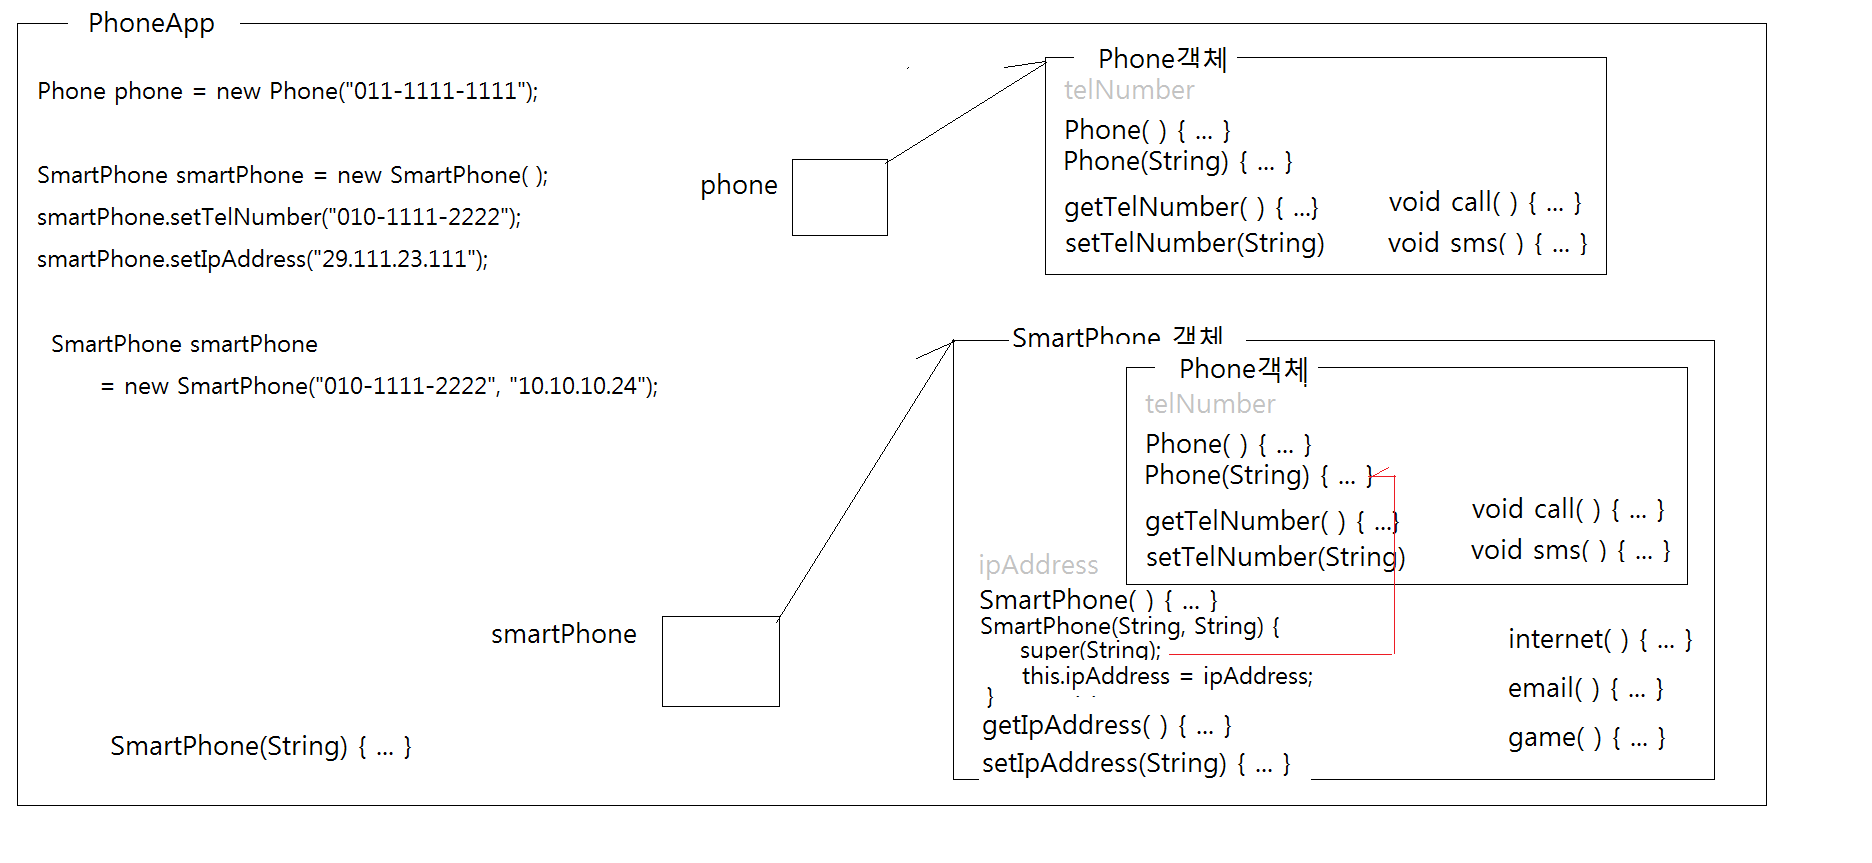 PhoneApp
Phone phone = new Phone("011-1111-1111");
SmartPhone smartPhone = new SmartPhone( );
smartPhone.setTelNumber("010-1111-2222");
smartPhone.setIpAddress("29.111.23.111");
SmartPhone smartPhone
= new SmartPhone("010-1111-2222", "10.10.10.24");
phone
Phone객체
telNumber
Phone( ) { ... }
Phone(String) { ... }
getTelNumber( ) { ...}
setTelNumber(String)
void call( ) { ... }
void sms( ) { ... }
smartPhone
SmartPhone(String) { ... }
SmartPhone 객체
Phone객체
telNumber
Phone( ) { ... }
Phone(String) { ... }
getTelNumber( ) { ...}
setTelNumber(String)
void call( ) { ... }
void sms( ) { ... }
ipAddress
SmartPhone( ) { ... }
SmartPhone(String, String) {
super(String);
this.ipAddress = ipAddress;
}
getIpAddress( ) { ... }
setIpAddress(String) { ... }
internet( ) { ... }
email( ) { ... }
game( ) { ... }